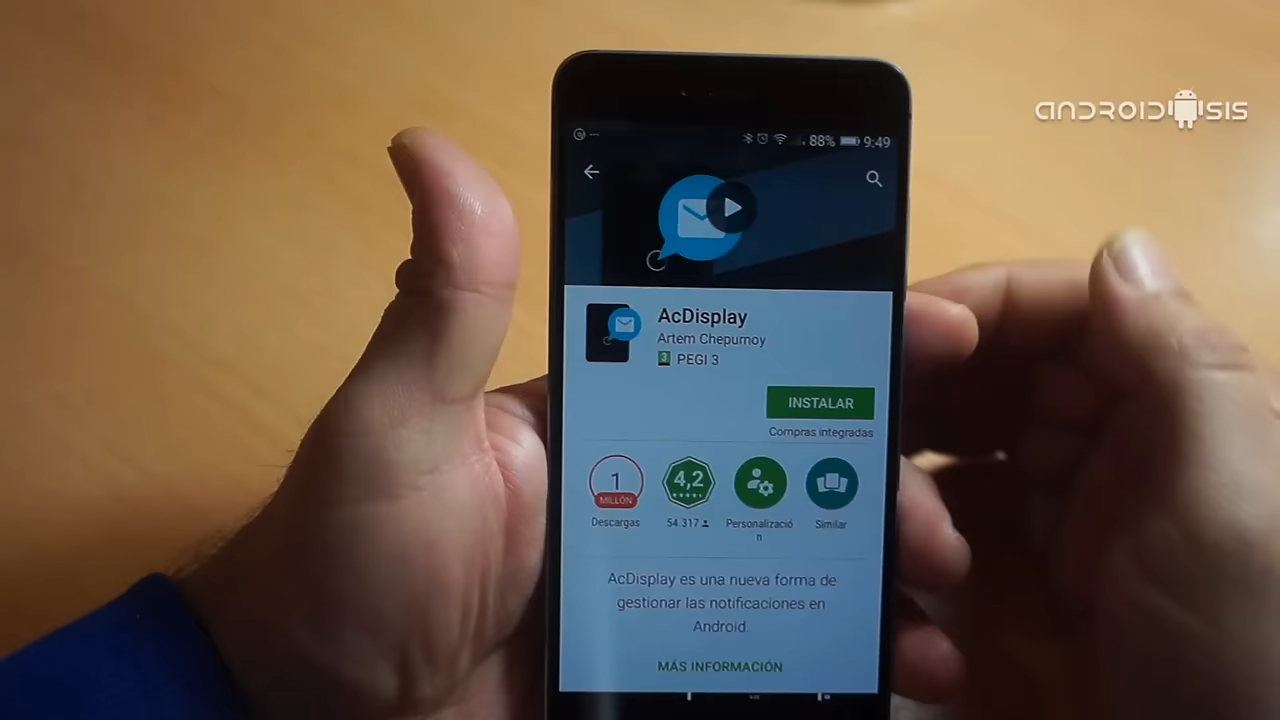 ANDROIDSIS
88% 9:49
AcDisplay
Artem Chepurnoy
3 PEGI 3
INSTALAR
Compras integradas
1
MILLÓN
Descargas
4,2
54.317
Personalizació
n
Similar
AcDisplay es una nueva forma de
gestionar las notificaciones en
Android.
MÁS INFORMACIÓN